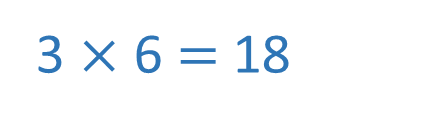 3 × 6 = 18